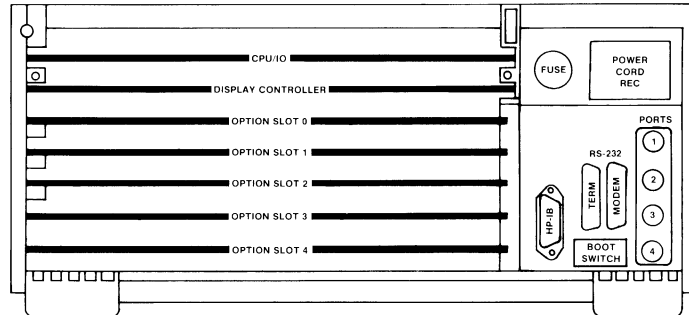 CPU/IO
DISPLAY CONTROLLER
OPTION SLOT 0
OPTION SLOT 1
OPTION SLOT 2
OPTION SLOT 3
OPTION SLOT 4
FUSE
POWER
CORD
REC
PORTS
1
2
3
4
RS-232
TERM
MODEM
HP-IB
BOOT
SWITCH